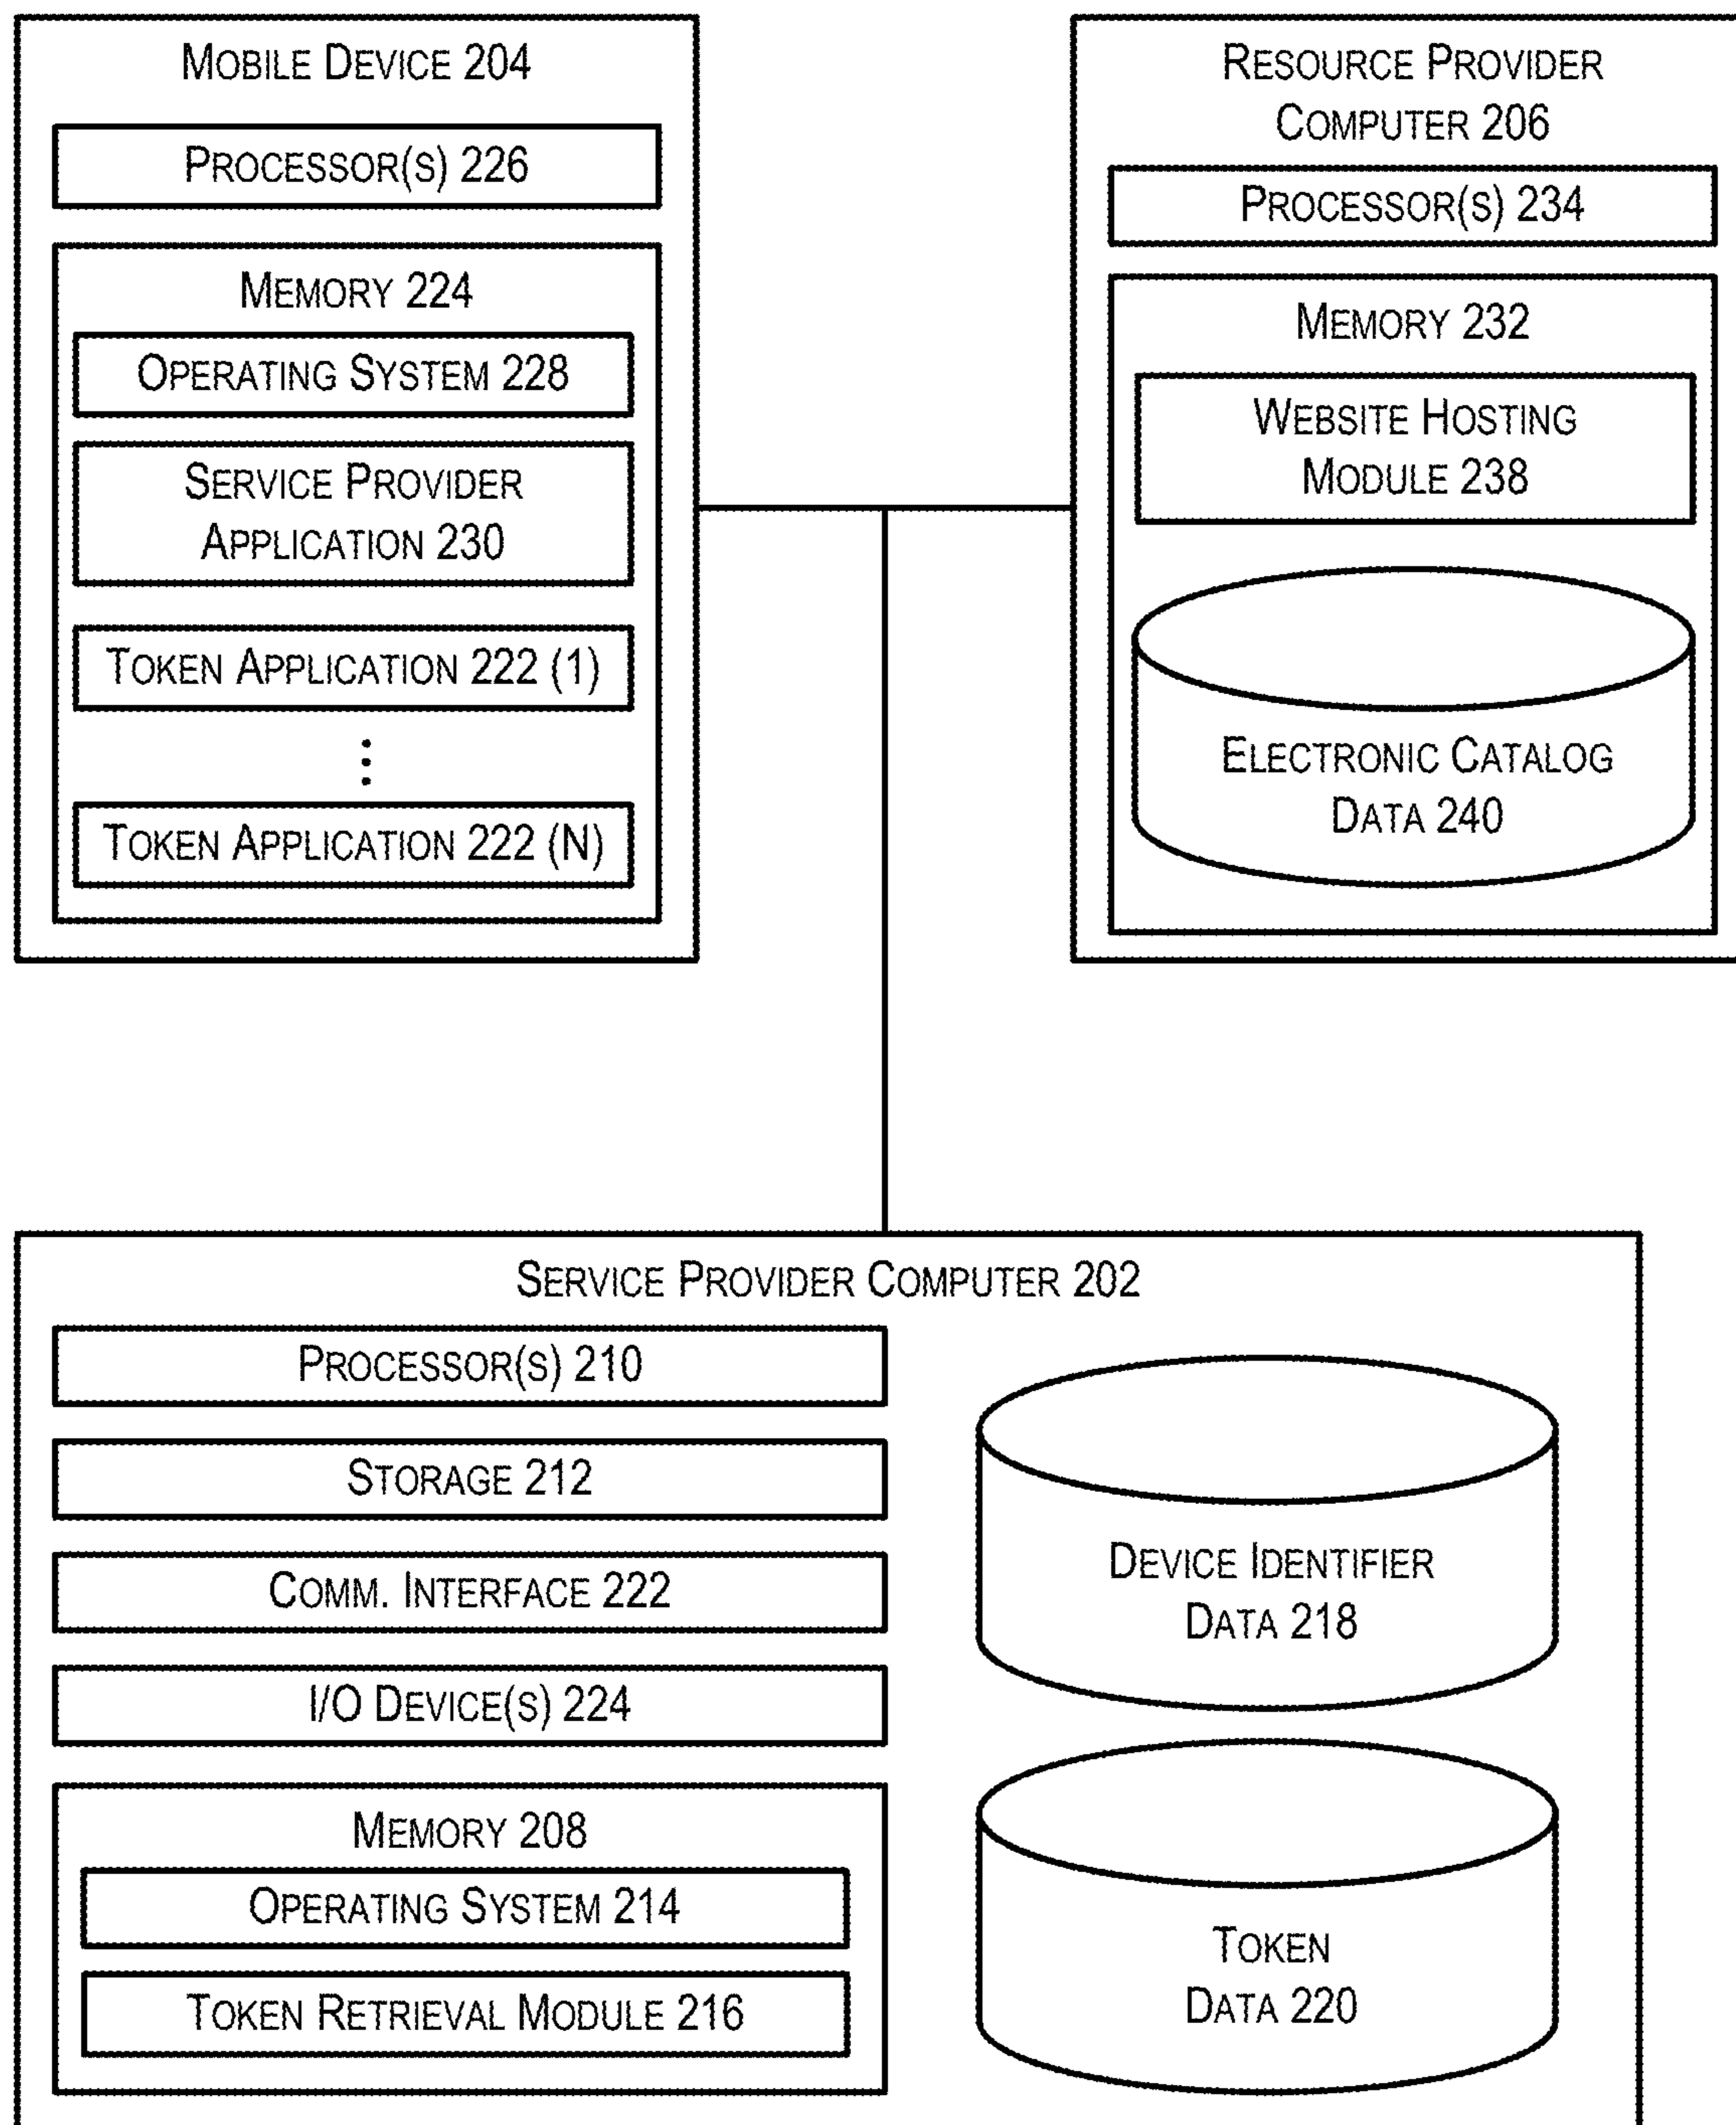 MOBILE DEVICE 204
PROCESSOR(S) 226
MEMORY 224
OPERATING SYSTEM 228
SERVICE PROVIDER
APPLICATION 230
TOKEN APPLICATION 222 (1)
⋮
TOKEN APPLICATION 222 (N)
RESOURCE PROVIDER
COMPUTER 206
PROCESSOR(S) 234
MEMORY 232
WEBSITE HOSTING
MODULE 238
ELECTRONIC CATALOG
DATA 240
SERVICE PROVIDER COMPUTER 202
PROCESSOR(S) 210
STORAGE 212
COMM. INTERFACE 222
I/O DEVICE(S) 224
MEMORY 208
OPERATING SYSTEM 214
TOKEN RETRIEVAL MODULE 216
DEVICE IDENTIFIER
DATA 218
TOKEN
DATA 220